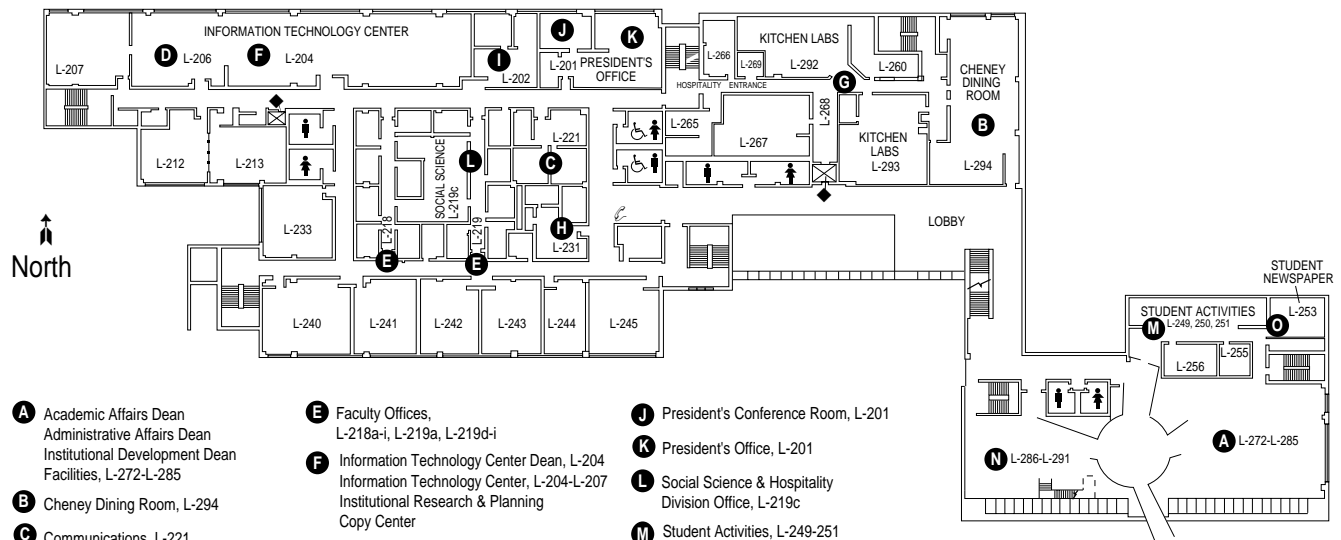 INFORMATION TECHNOLOGY CENTER
D
L-206
F
L-204
L-207
I
L-202
J
L-201
K
PRESIDENT'S
OFFICE
L-266
L-269
KITCHEN LABS
L-292
L-260
G
HOSPITALITY ENTRANCE
L-268
CHENEY
DINING
ROOM
B
L-294
L-265
L-267
KITCHEN
LABS
L-293
L-212
L-213
L-221
C
L
SOCIAL SCIENCE
L-219c
L-218
L-219
H
L-231
E
E
L-233
LOBBY
North
L-240
L-241
L-242
L-243
L-244
L-245
STUDENT
NEWSPAPER
L-253
STUDENT ACTIVITIES
M
L-249, 250, 251
O
L-256
L-255
A
L-272-L-285
N
L-286-L-291
A Academic Affairs Dean
Administrative Affairs Dean
Institutional Development Dean
Facilities, L-272-L-285
B Cheney Dining Room, L-294
C Communications, L-221
E Faculty Offices,
L-218a-i, L-219a, L-219d-i
F Information Technology Center Dean, L-204
Information Technology Center, L-204-L-207
Institutional Research & Planning
Copy Center
J President's Conference Room, L-201
K President's Office, L-201
L Social Science & Hospitality
Division Office, L-219c
M Student Activities, L-249-251